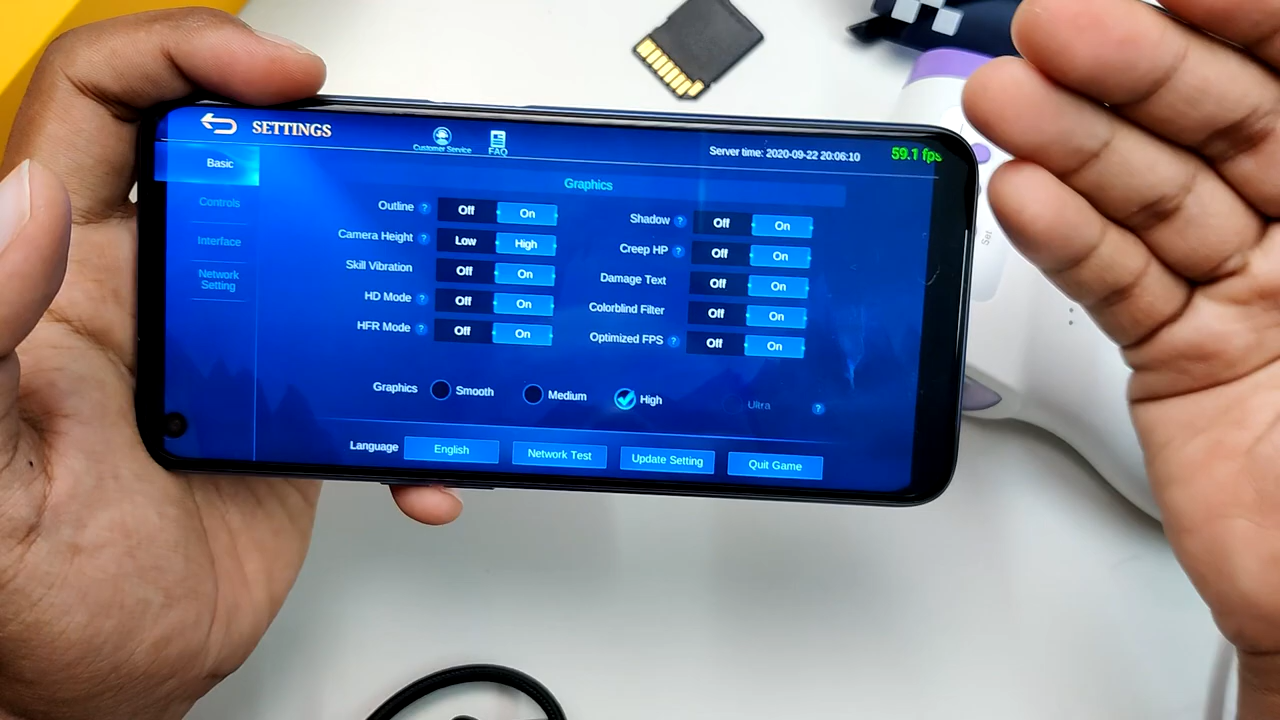 SETTINGS
Customer Service
FAQ
Server time: 2020-09-22 20:06:10
59.1 fps
Basic
Controls
Interface
Network
Setting
Graphics
Outline ? Off On
Shadow ? Off On
Camera Height ? Low High
Creep HP ? Off On
Skill Vibration Off On
Damage Text Off On
HD Mode ? Off On
Colorblind Filter Off On
HFR Mode ? Off On
Optimized FPS ? Off On
Graphics Smooth Medium High Ultra ?
Language English Network Test Update Setting Quit Game
Set